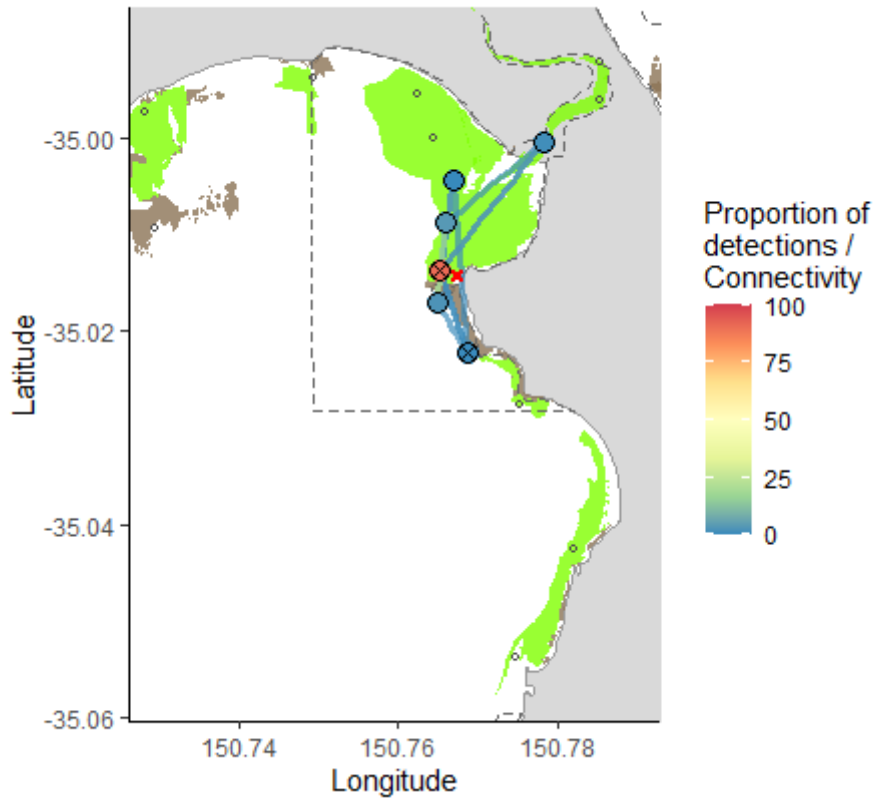 -35.00
-35.02
-35.04
-35.06
Latitude
150.74 150.76 150.78
Longitude
Proportion of
detections /
Connectivity
100
75
50
25
0